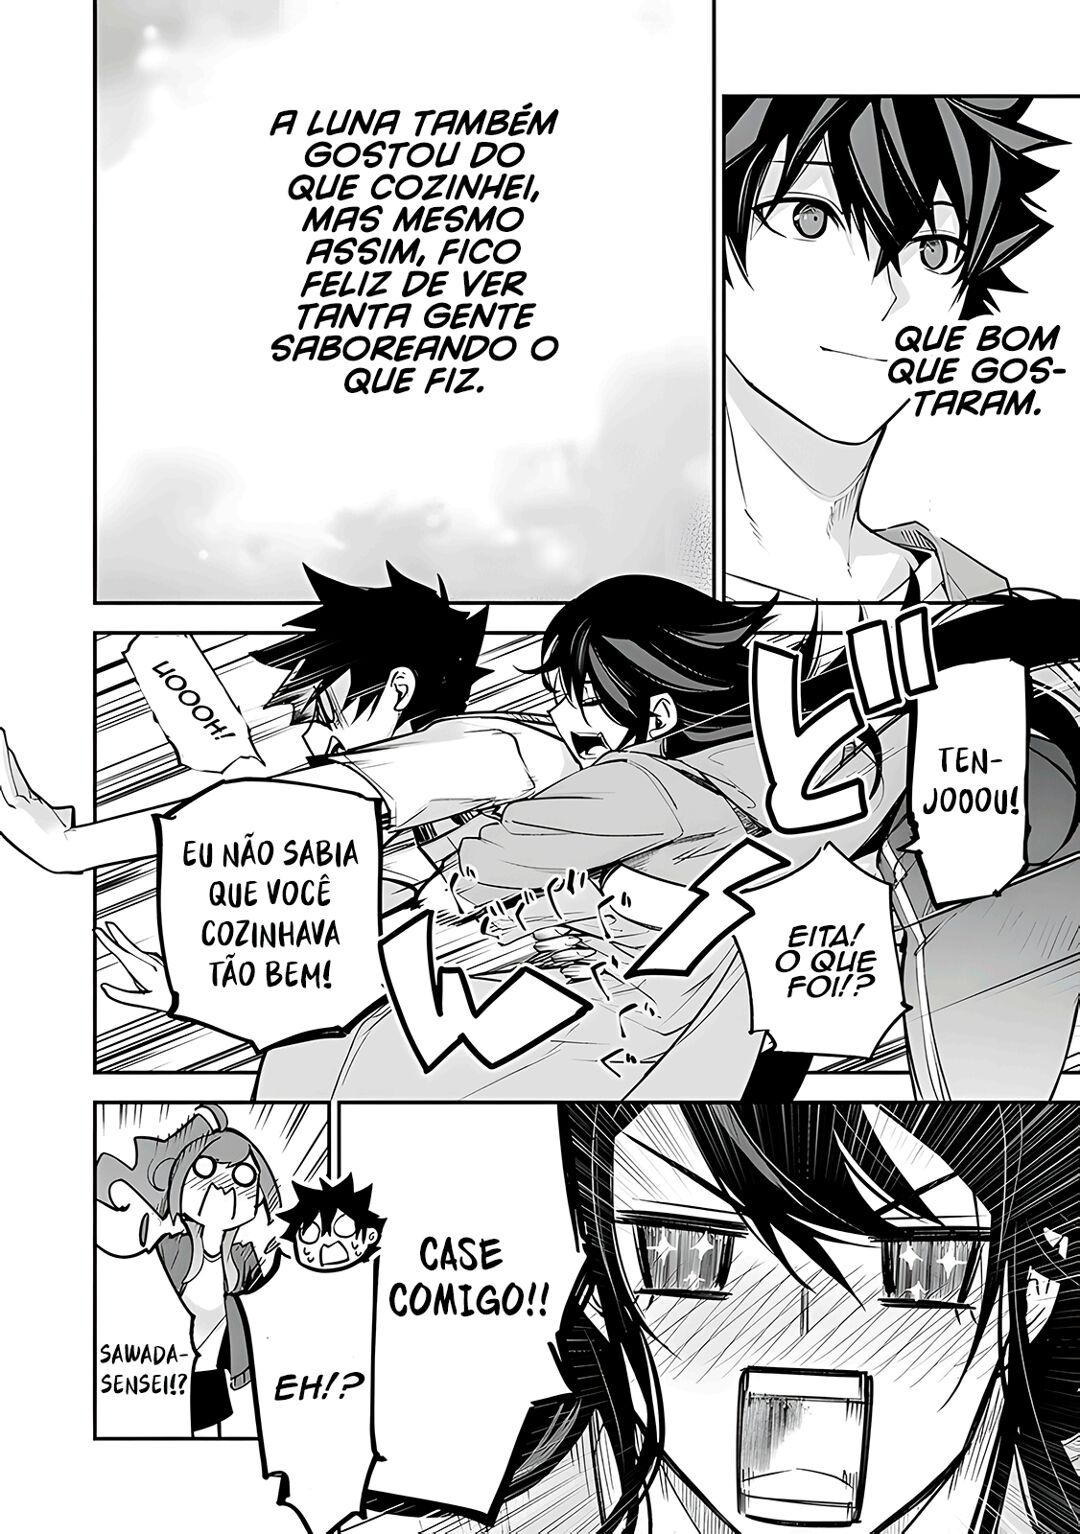 QUE BOM
QUE GOS-
TARAM.
A LUNA TAMBÉM
GOSTOU DO
QUE COZINHEI,
MAS MESMO
ASSIM, FICO
FELIZ DE VER
TANTA GENTE
SABOREANDO O
QUE FIZ.
TEN-
JOOOU!
UOOOH!
EITA!
O QUE
FOI!?
EU NÃO SABIA
QUE VOCÊ
COZINHAVA
TÃO BEM!
CASE
COMIGO!!
EH!?
SAWADA-
SENSEI!?